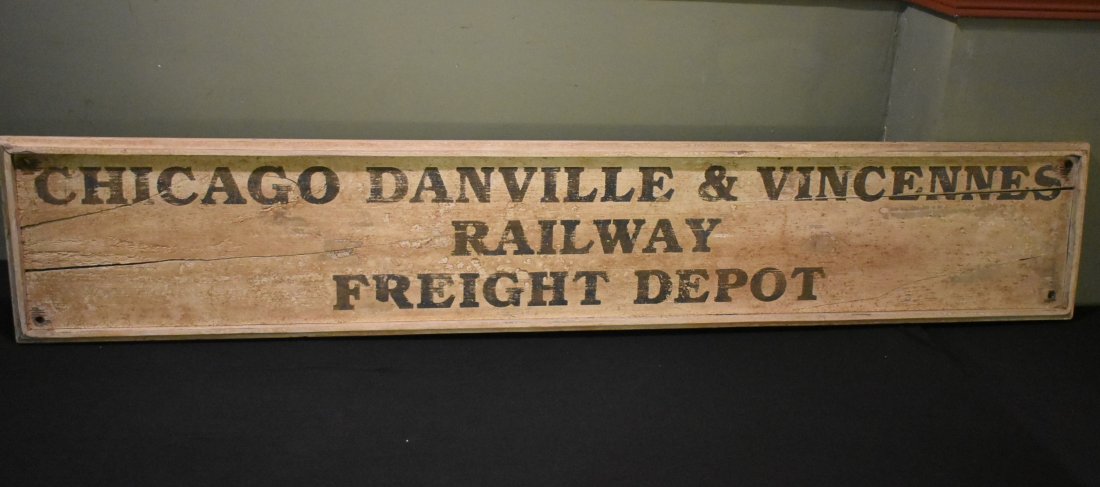 CHICAGO DANVILLE & VINCENNES
RAILWAY
FREIGHT DEPOT